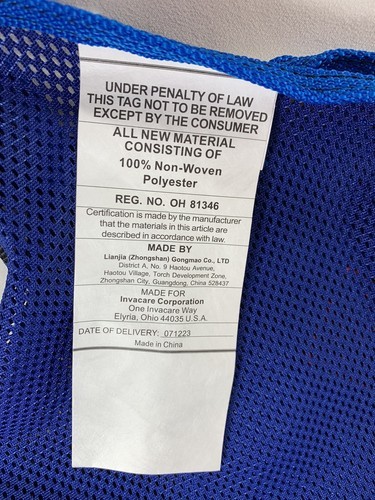 UNDER PENALTY OF LAW
THIS TAG NOT TO BE REMOVED
EXCEPT BY THE CONSUMER
ALL NEW MATERIAL
CONSISTING OF
100% Non-Woven
Polyester
REG. NO. OH 81346
Certification is made by the manufacturer
that the materials in this article are
described in accordance with law.
MADE BY
Lianjia (Zhongshan) Gongmao Co., LTD
District A, No. 9 Haotou Avenue,
Haotou Village, Torch Development Zone,
Zhongshan City, Guangdong, China 528437
MADE FOR
Invacare Corporation
One Invacare Way
Elyria, Ohio 44035 U.S.A.
DATE OF DELIVERY: 071223
Made in China